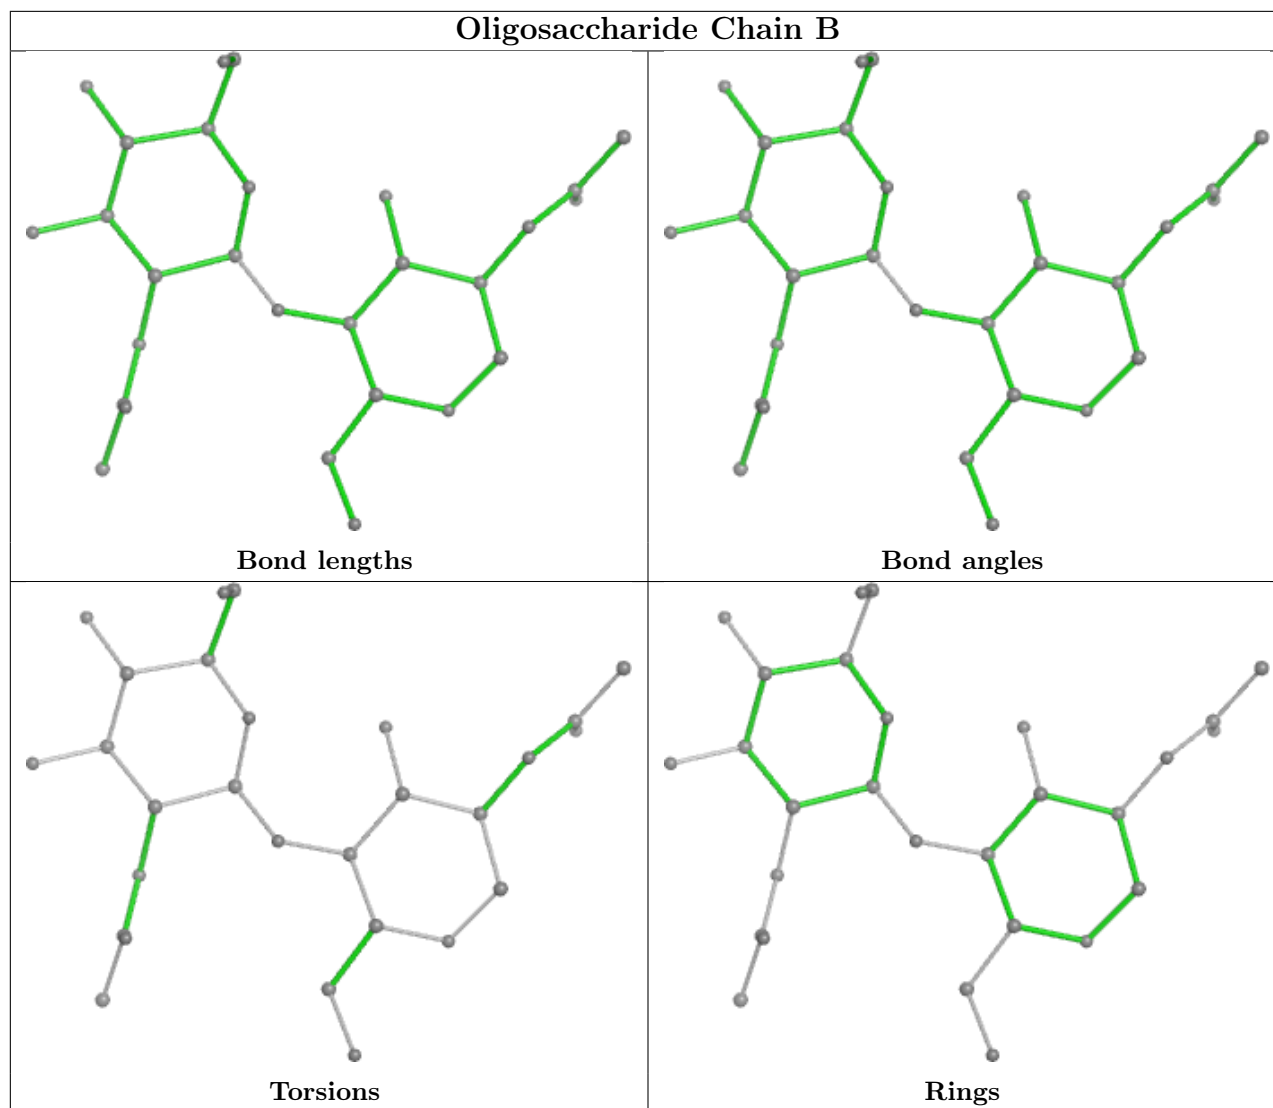 Oligosaccharide Chain B
Bond lengths
Bond angles
Torsions
Rings